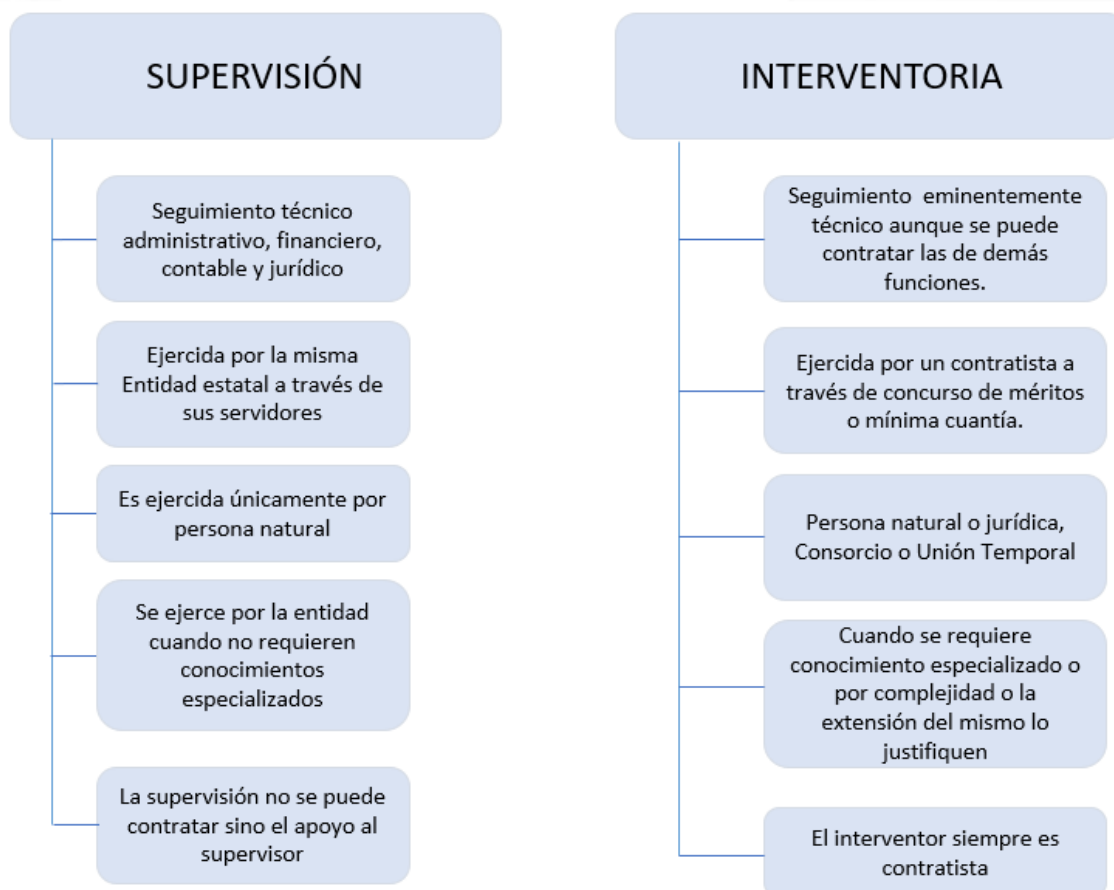 SUPERVISIÓN
Seguimiento técnico
administrativo, financiero,
contable y jurídico
Ejercida por la misma
Entidad estatal a través de
sus servidores
Es ejercida únicamente por
persona natural
Se ejerce por la entidad
cuando no requieren
conocimientos
especializados
La supervisión no se puede
contratar sino el apoyo al
supervisor
INTERVENTORIA
Seguimiento eminentemente
técnico aunque se puede
contratar las de demás
funciones.
Ejercida por un contratista a
través de concurso de méritos
o mínima cuantía.
Persona natural o jurídica,
Consorcio o Unión Temporal
Cuando se requiere
conocimiento especializado o
por complejidad o la
extensión del mismo lo
justifiquen
El interventor siempre es
contratista